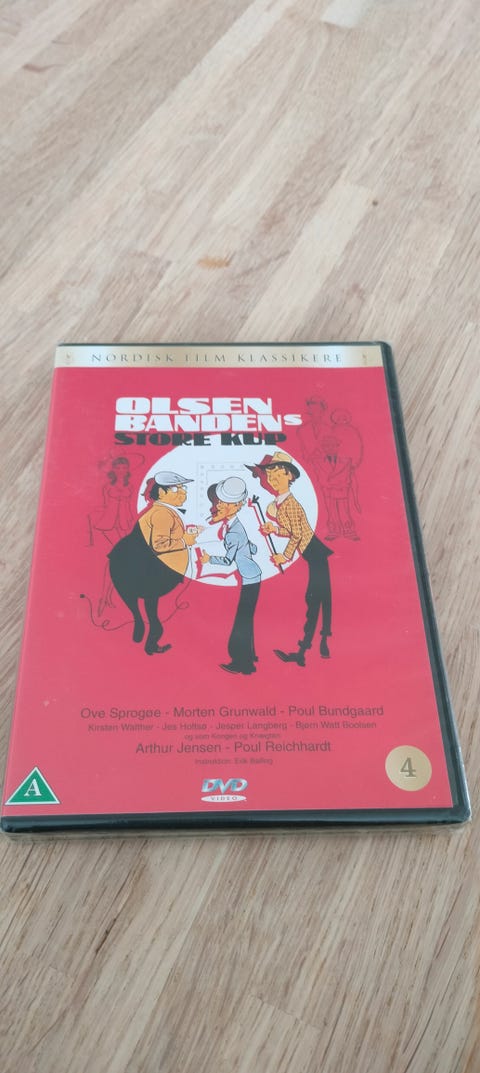 NORDISK FILM KLASSIKERE
OLSEN
BANDENS
STORE KUP
Ove Sprogøe - Morten Grunwald - Poul Bundgaard
Kirsten Walther - Jes Holtsø - Jesper Langberg - Bjørn Watt Boolsen
og som Kongen og Knægten
Arthur Jensen - Poul Reichhardt
Instruktion: Erik Balling
4
A
DVD
VIDEO